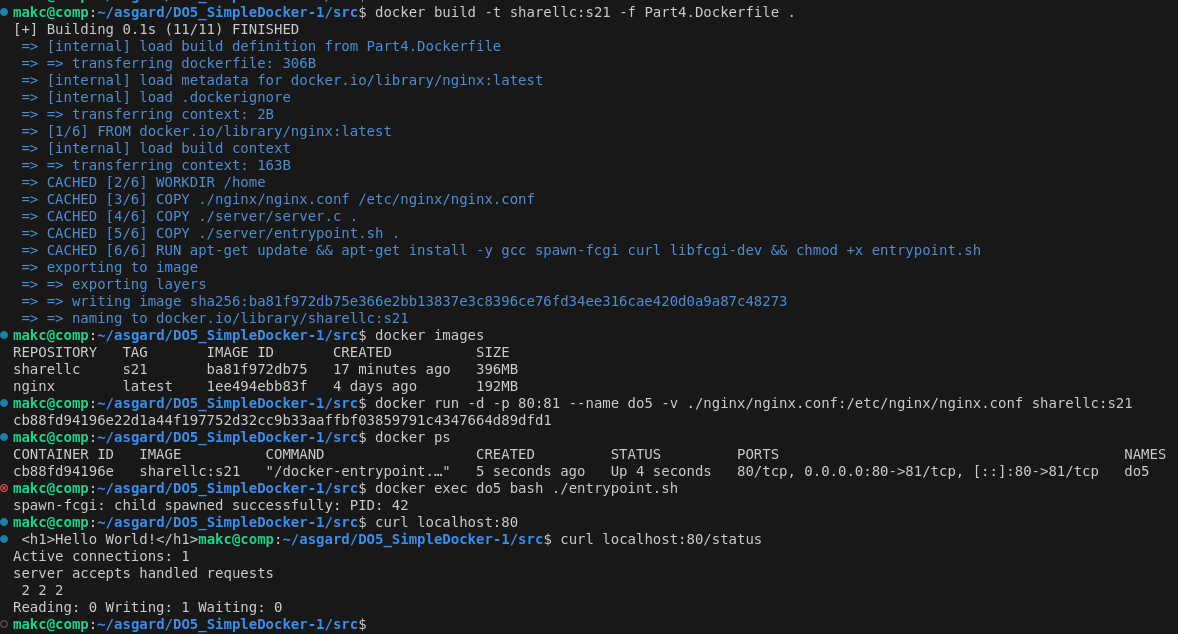 makc@comp:~/asgard/DO5_SimpleDocker-1/src$ docker build -t sharellc:s21 -f Part4.Dockerfile .
[+] Building 0.1s (11/11) FINISHED
 => [internal] load build definition from Part4.Dockerfile
 => => transferring dockerfile: 306B
 => [internal] load metadata for docker.io/library/nginx:latest
 => [internal] load .dockerignore
 => => transferring context: 2B
 => [1/6] FROM docker.io/library/nginx:latest
 => [internal] load build context
 => => transferring context: 163B
 => CACHED [2/6] WORKDIR /home
 => CACHED [3/6] COPY ./nginx/nginx.conf /etc/nginx/nginx.conf
 => CACHED [4/6] COPY ./server/server.c .
 => CACHED [5/6] COPY ./server/entrypoint.sh .
 => CACHED [6/6] RUN apt-get update && apt-get install -y gcc spawn-fcgi curl libfcgi-dev && chmod +x entrypoint.sh
 => exporting to image
 => => exporting layers
 => => writing image sha256:ba81f972db75e366e2bb13837e3c8396ce76fd34ee316cae420d0a9a87c48273
 => => naming to docker.io/library/sharellc:s21
makc@comp:~/asgard/DO5_SimpleDocker-1/src$ docker images
REPOSITORY   TAG       IMAGE ID       CREATED          SIZE
sharellc     s21       ba81f972db75   17 minutes ago   396MB
nginx        latest    1ee494ebb83f   4 days ago       192MB
makc@comp:~/asgard/DO5_SimpleDocker-1/src$ docker run -d -p 80:81 --name do5 -v ./nginx/nginx.conf:/etc/nginx/nginx.conf sharellc:s21
cb88fd94196e22d1a44f197752d32cc9b33aaffbf03859791c4347664d89dfd1
makc@comp:~/asgard/DO5_SimpleDocker-1/src$ docker ps
CONTAINER ID   IMAGE          COMMAND                  CREATED         STATUS         PORTS                                          NAMES
cb88fd94196e   sharellc:s21   "/docker-entrypoint.…"   5 seconds ago   Up 4 seconds   80/tcp, 0.0.0.0:80->81/tcp, [::]:80->81/tcp   do5
makc@comp:~/asgard/DO5_SimpleDocker-1/src$ docker exec do5 bash ./entrypoint.sh
spawn-fcgi: child spawned successfully: PID: 42
makc@comp:~/asgard/DO5_SimpleDocker-1/src$ curl localhost:80
 <h1>Hello World!</h1>makc@comp:~/asgard/DO5_SimpleDocker-1/src$ curl localhost:80/status
Active connections: 1
server accepts handled requests
 2 2 2
Reading: 0 Writing: 1 Waiting: 0
makc@comp:~/asgard/DO5_SimpleDocker-1/src$